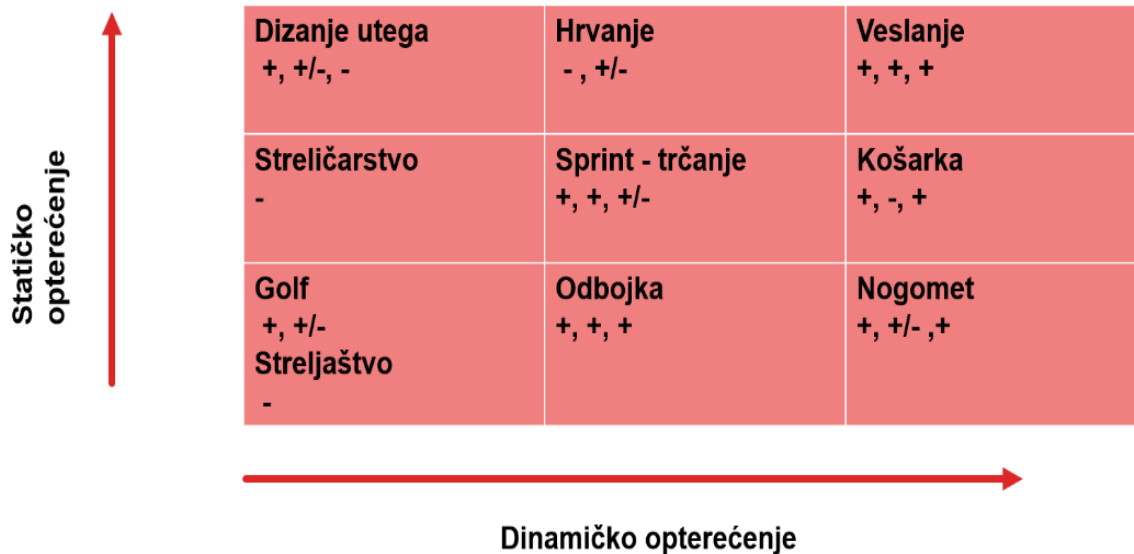 Statičko
opterećenje
Dizanje utega
+, +/-, -
Hrvanje
- , +/-
Veslanje
+, +, +
Streličarstvo
-
Sprint - trčanje
+, +, +/-
Košarka
+, -, +
Golf
+, +/-
Streljaštvo
-
Odbojka
+, +, +
Nogomet
+, +/- ,+
Dinamičko opterećenje